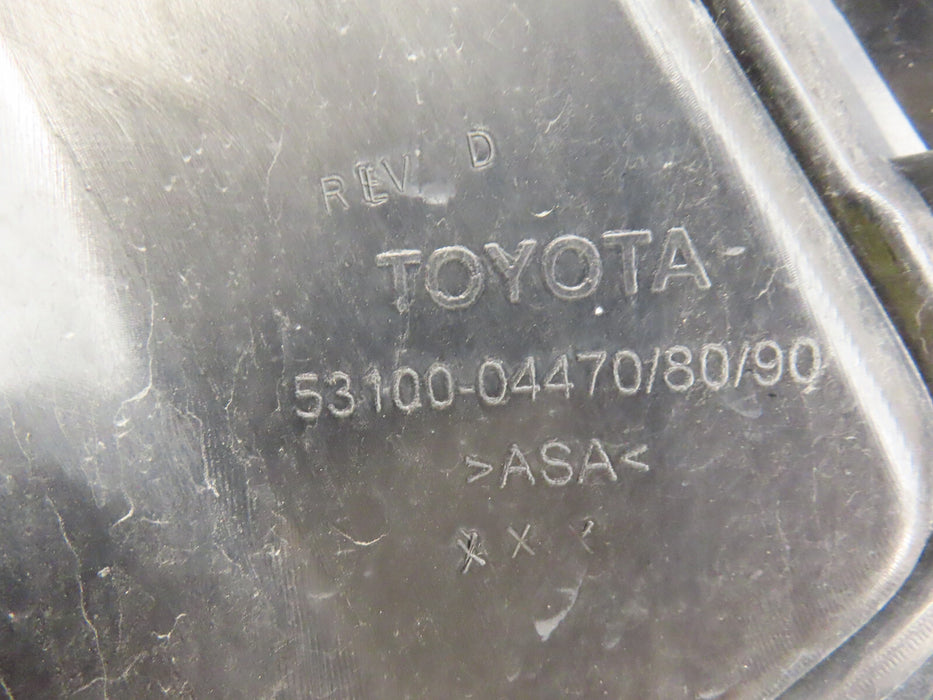 REV D
TOYOTA
53100-04470/80/90
>ASA<
X X